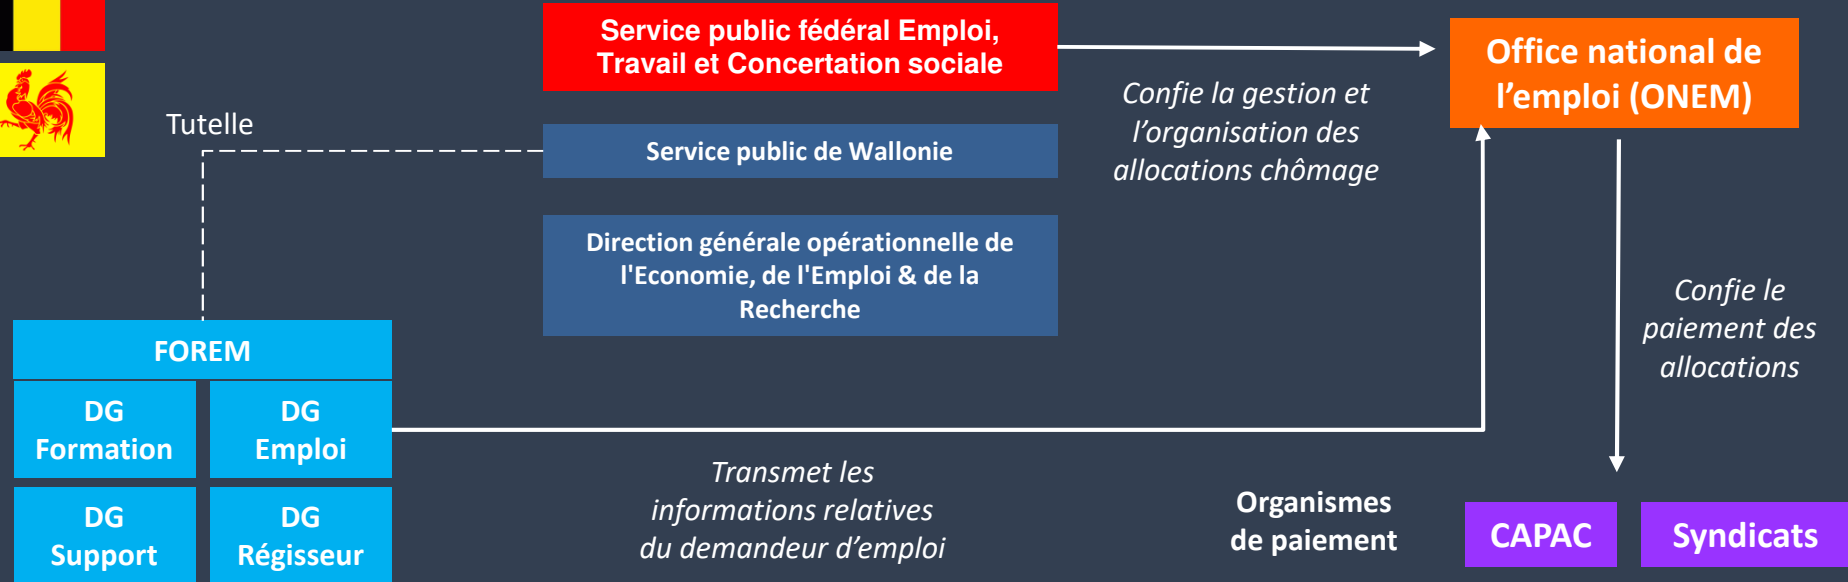 Service public fédéral Emploi,
Travail et Concertation sociale
Office national de
l’emploi (ONEM)
Confie la gestion et
l’organisation des
allocations chômage
Tutelle
Service public de Wallonie
Direction générale opérationnelle de
l'Economie, de l'Emploi & de la
Recherche
Confie le
paiement des
allocations
FOREM
DG
Formation
DG
Emploi
DG
Support
DG
Régisseur
Transmet les
informations relatives
du demandeur d’emploi
Organismes
de paiement
CAPAC
Syndicats